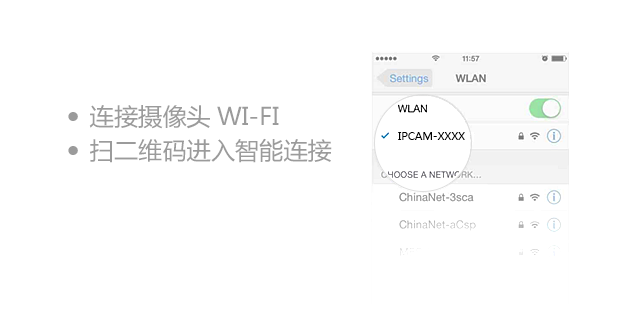 连接摄像头 WI-FI
扫二维码进入智能连接
11:57
Settings
WLAN
WLAN
IPCAM-XXXX
CHOOSE A NETWORK...
ChinaNet-3sca
ChinaNet-aCsp